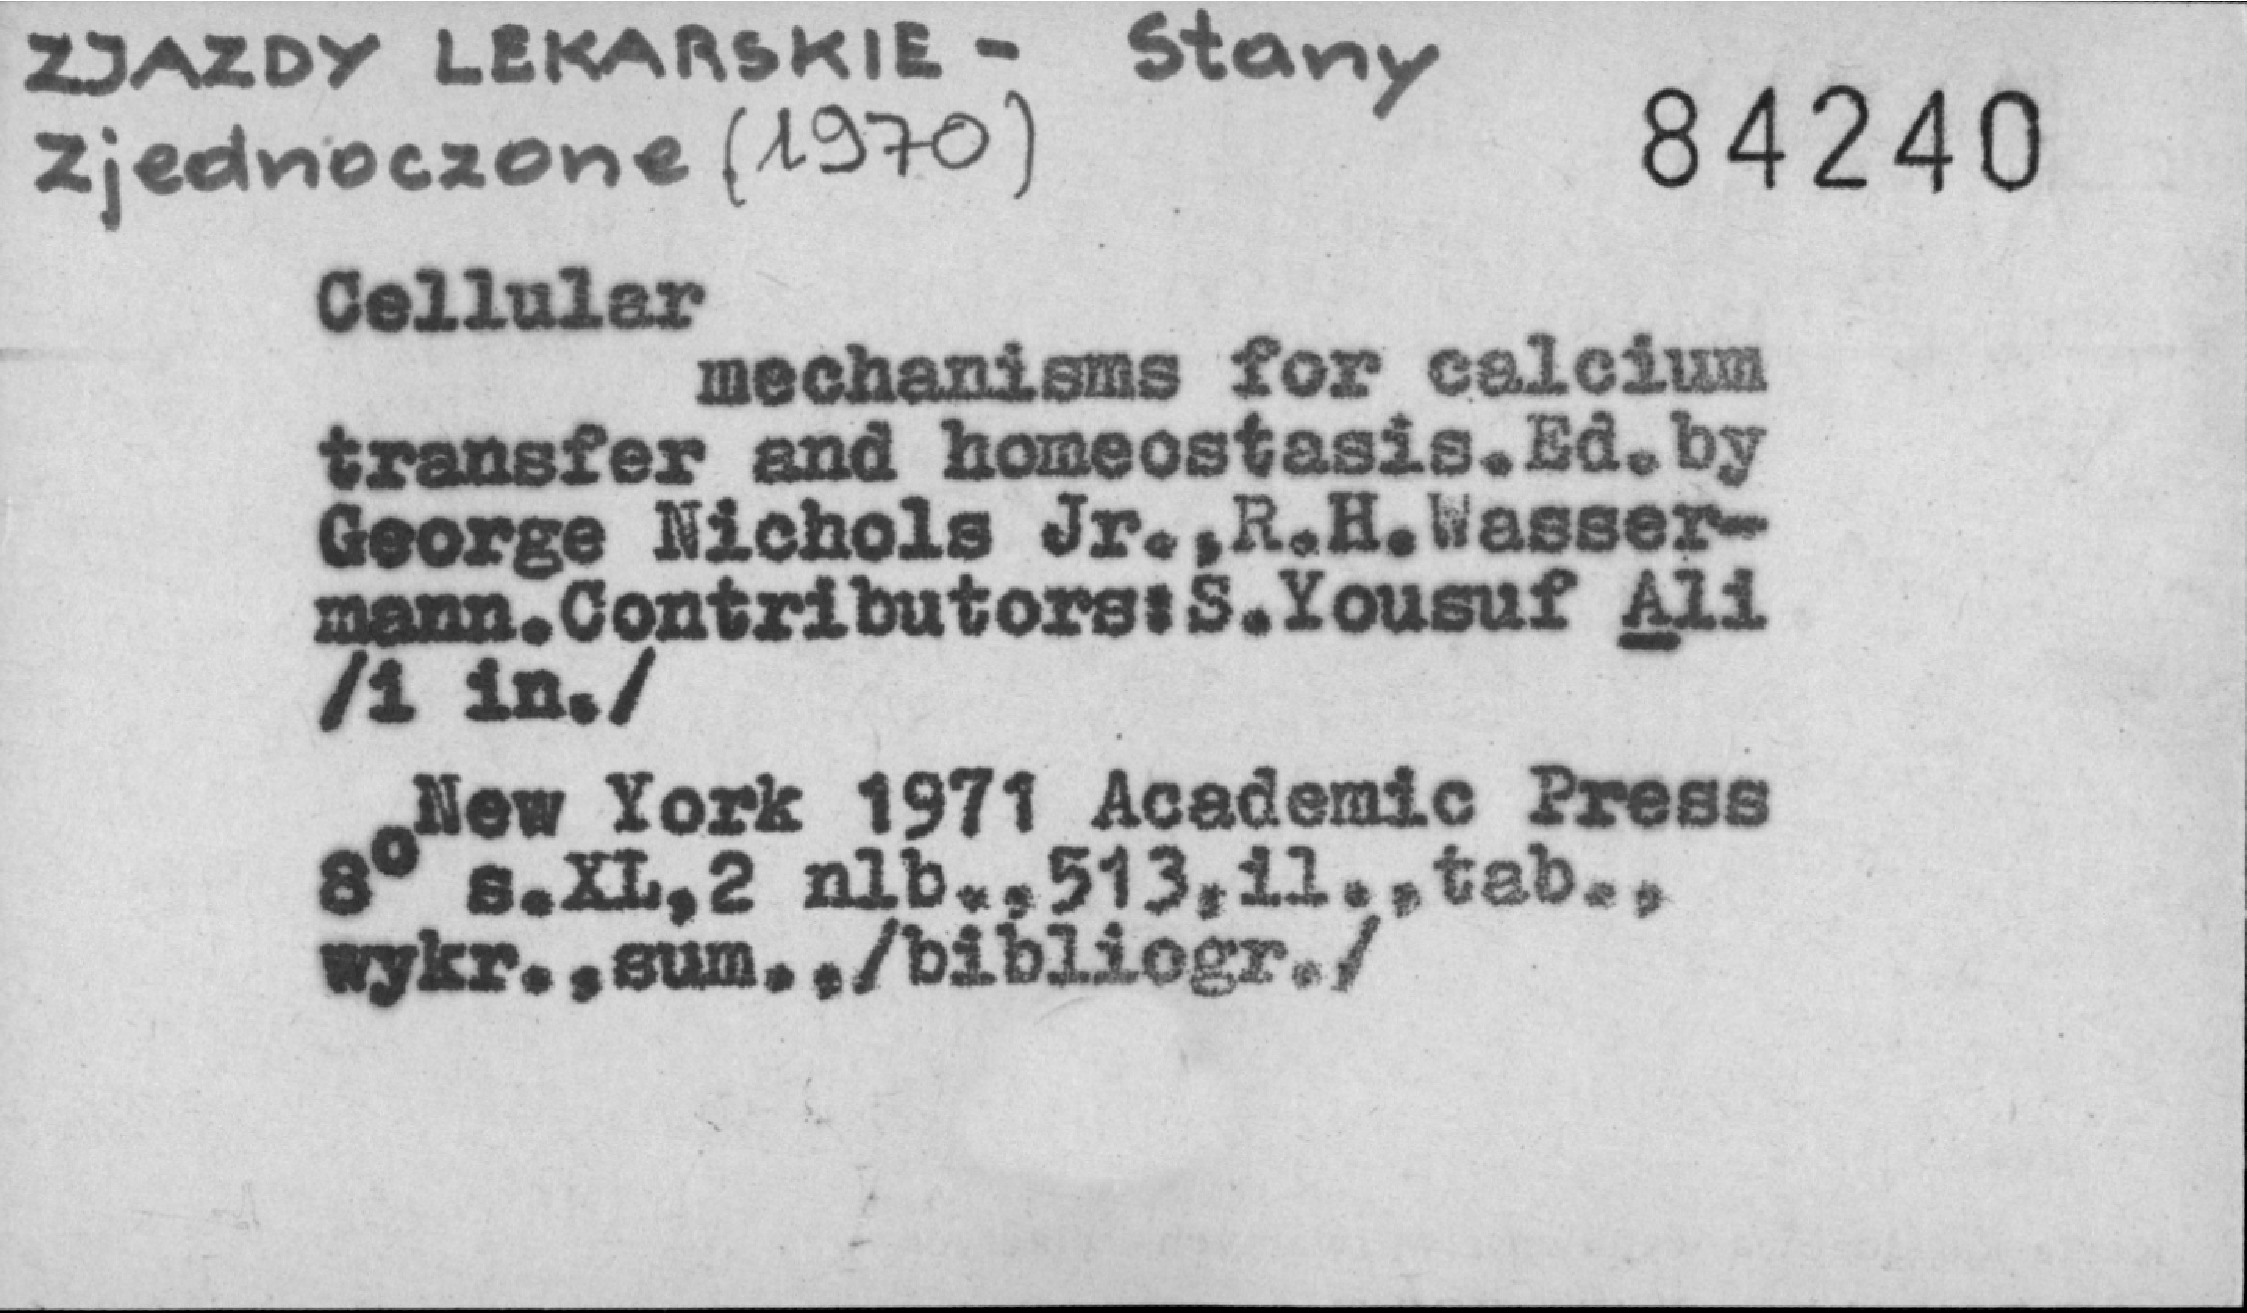 ZJAZDY LEKARSKIE - Stany
Zjednoczone (1970)
84240
Cellular
mechanisms for calcium
transfer and homeostasis.Ed.by
George Nichols Jr.,R.H.Wasser-
mann.Contributors:S.Yousuf Ali
/i in./
New York 1971 Academic Press
8° s.XL,2 nlb.,513,il.,tab.,
wykr.,sum.,/bibliogr./